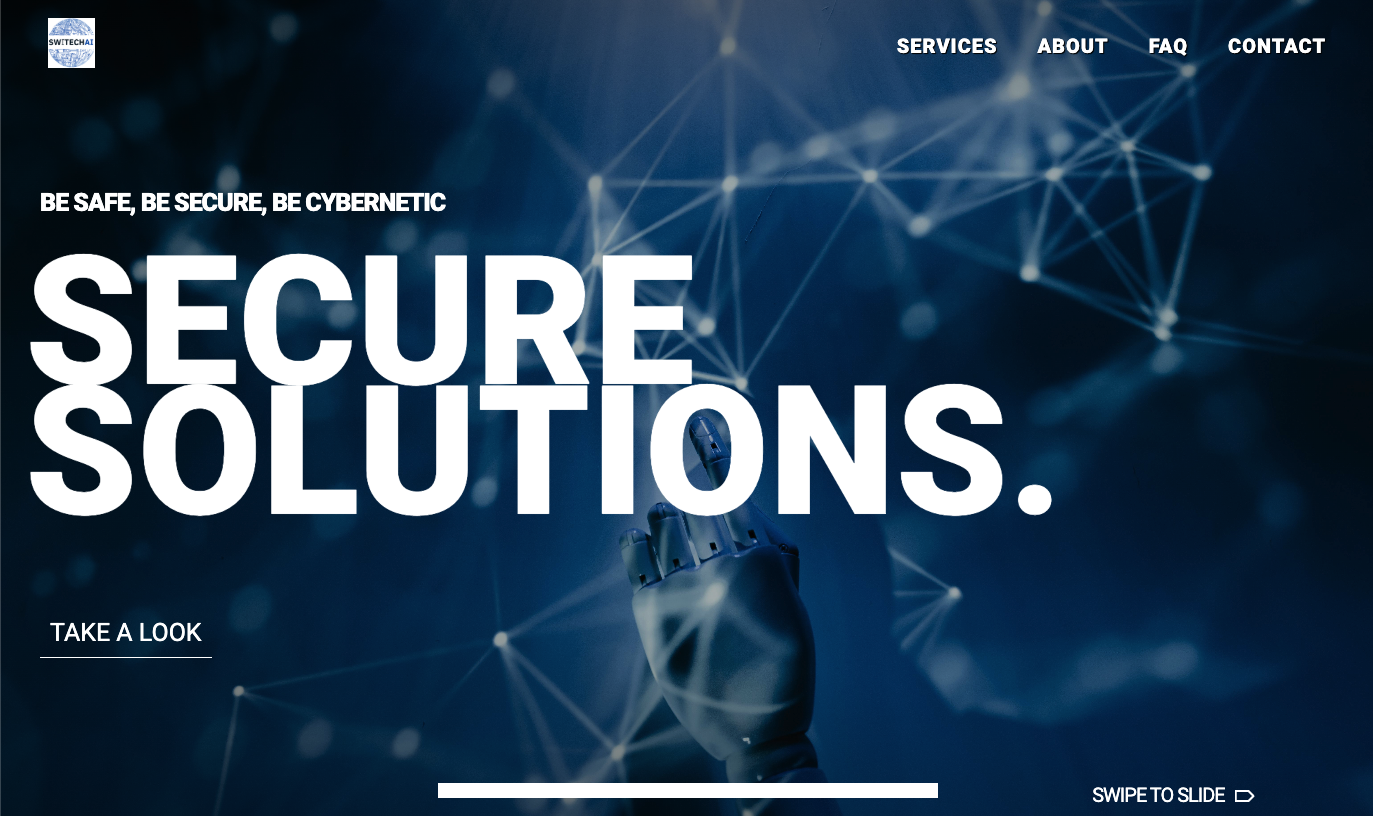 SWITECHAI
SERVICES ABOUT FAQ CONTACT
BE SAFE, BE SECURE, BE CYBERNETIC
SECURE
SOLUTIONS.
TAKE A LOOK
SWIPE TO SLIDE